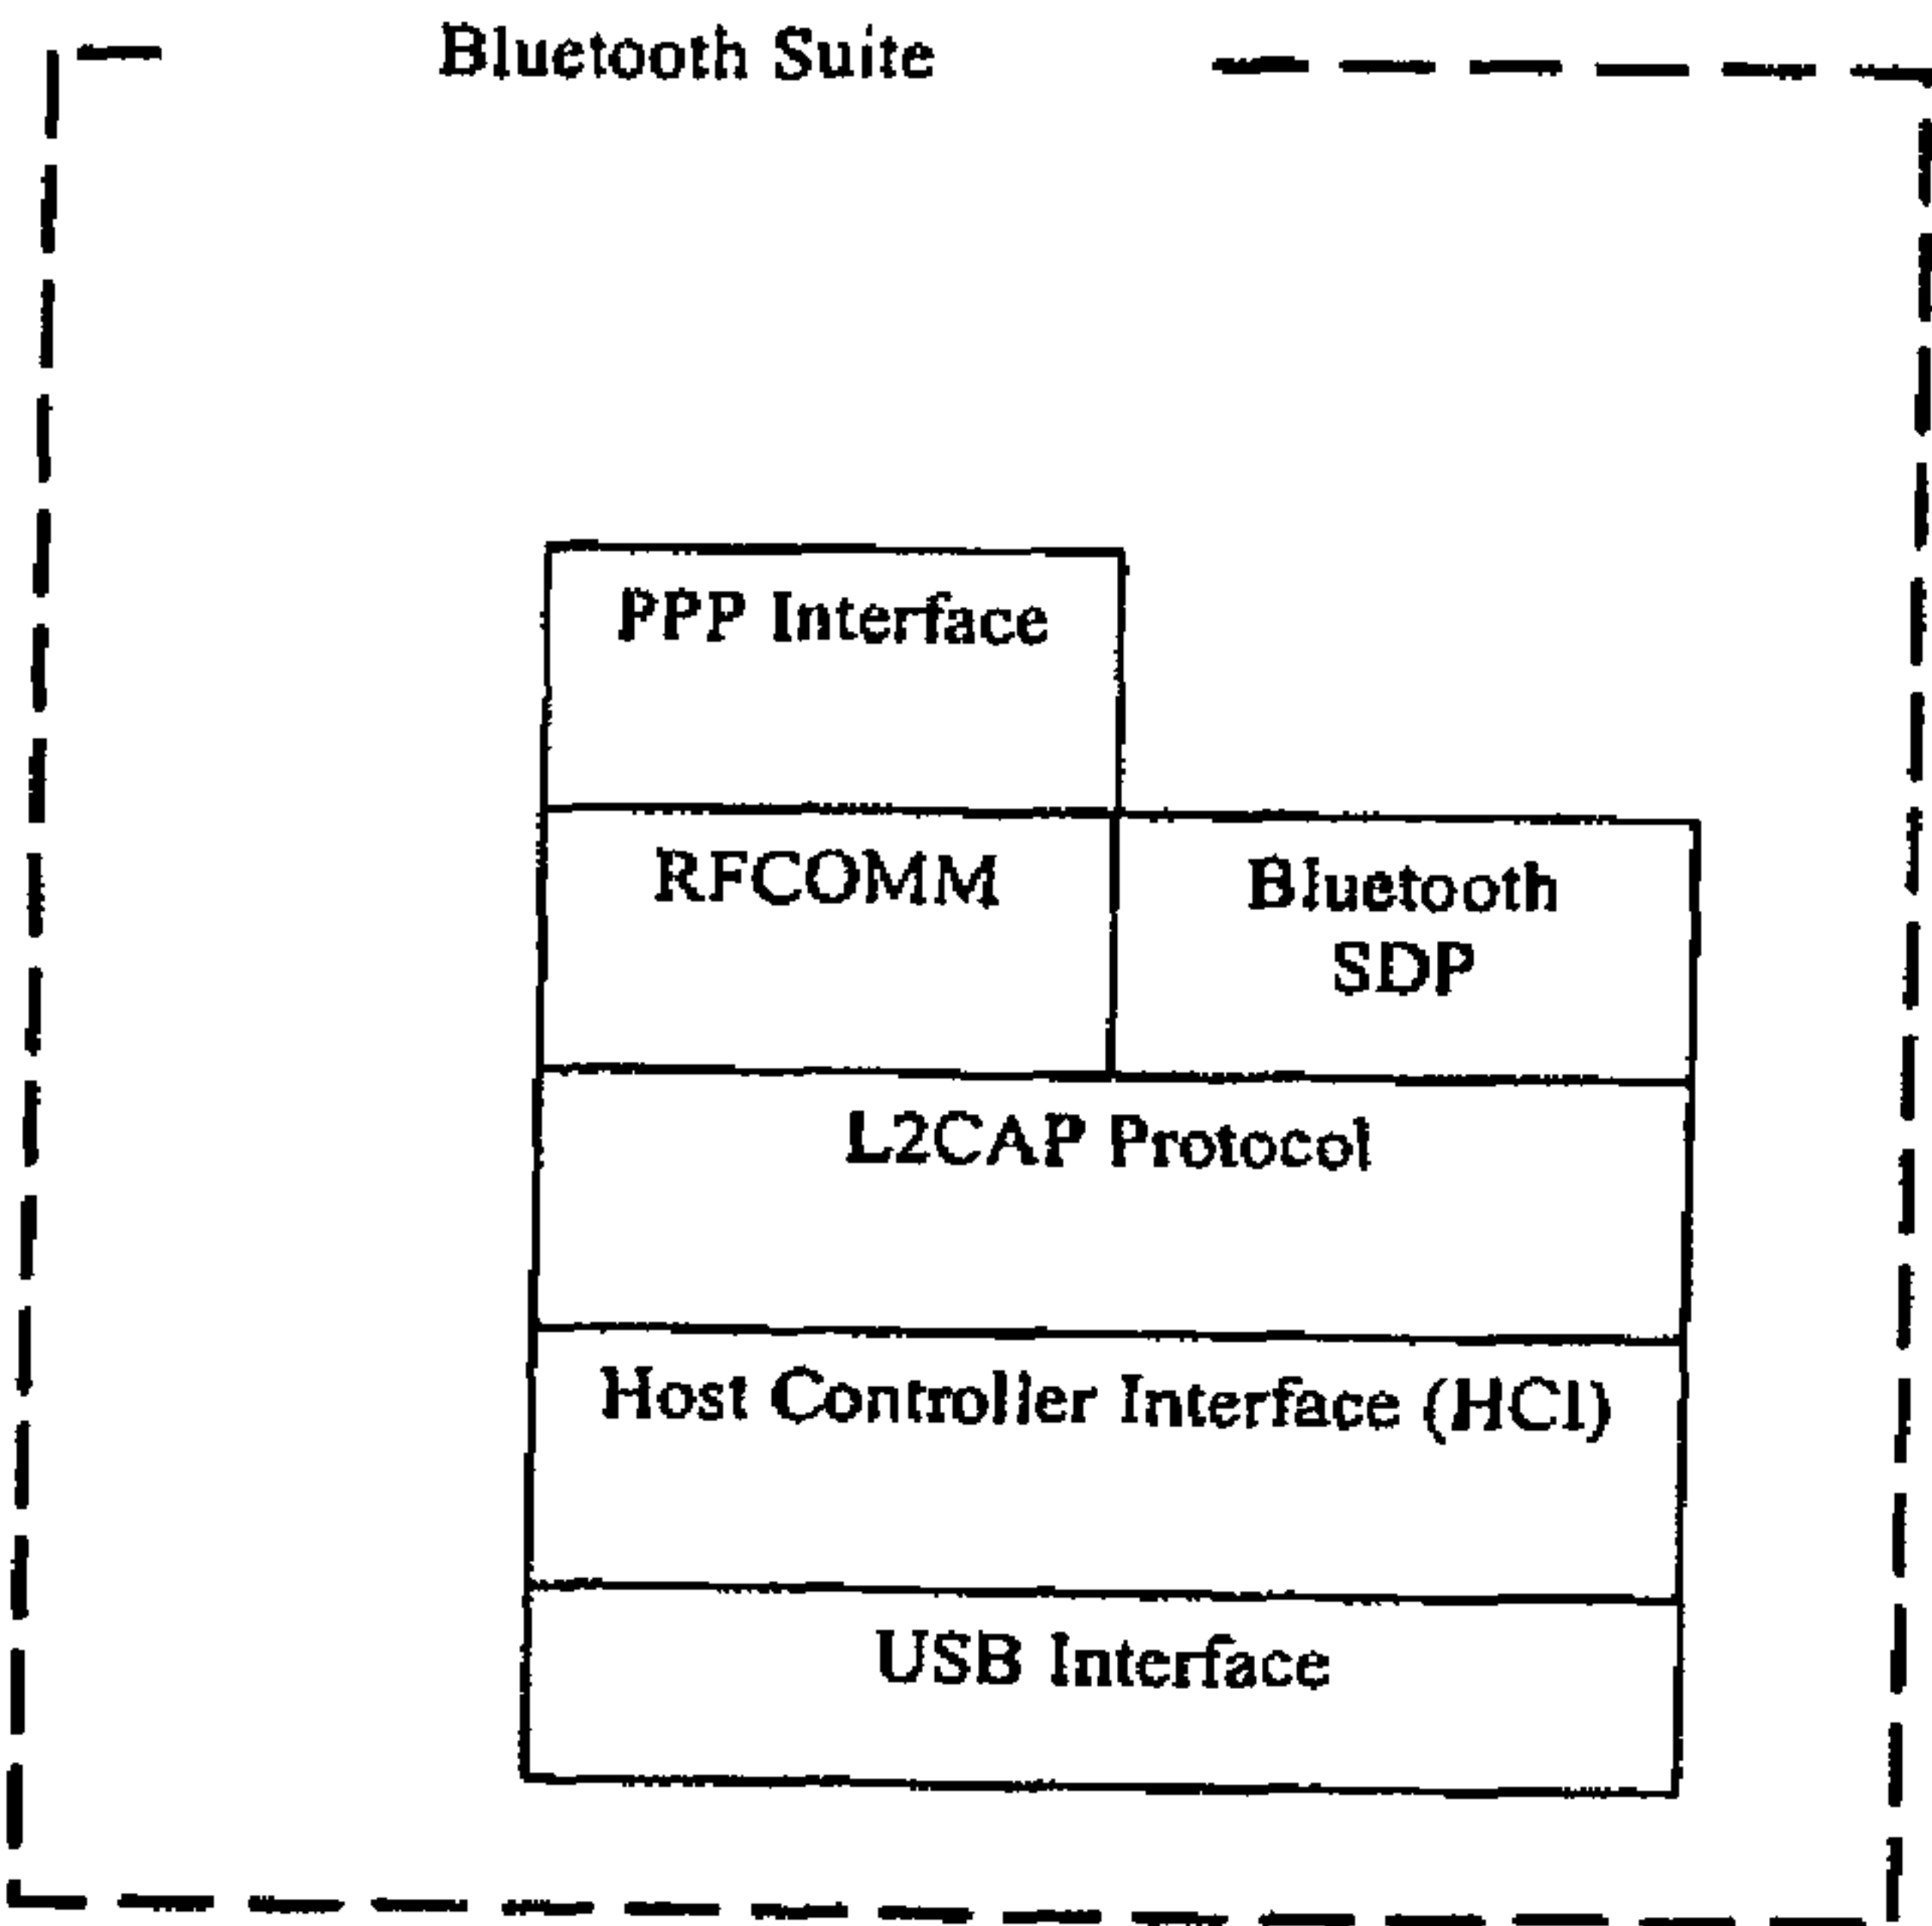 Bluetooth Suite
PPP Interface
RFCOMM
Bluetooth
SDP
L2CAP Protocol
Host Controller Interface (HCI)
USB Interface